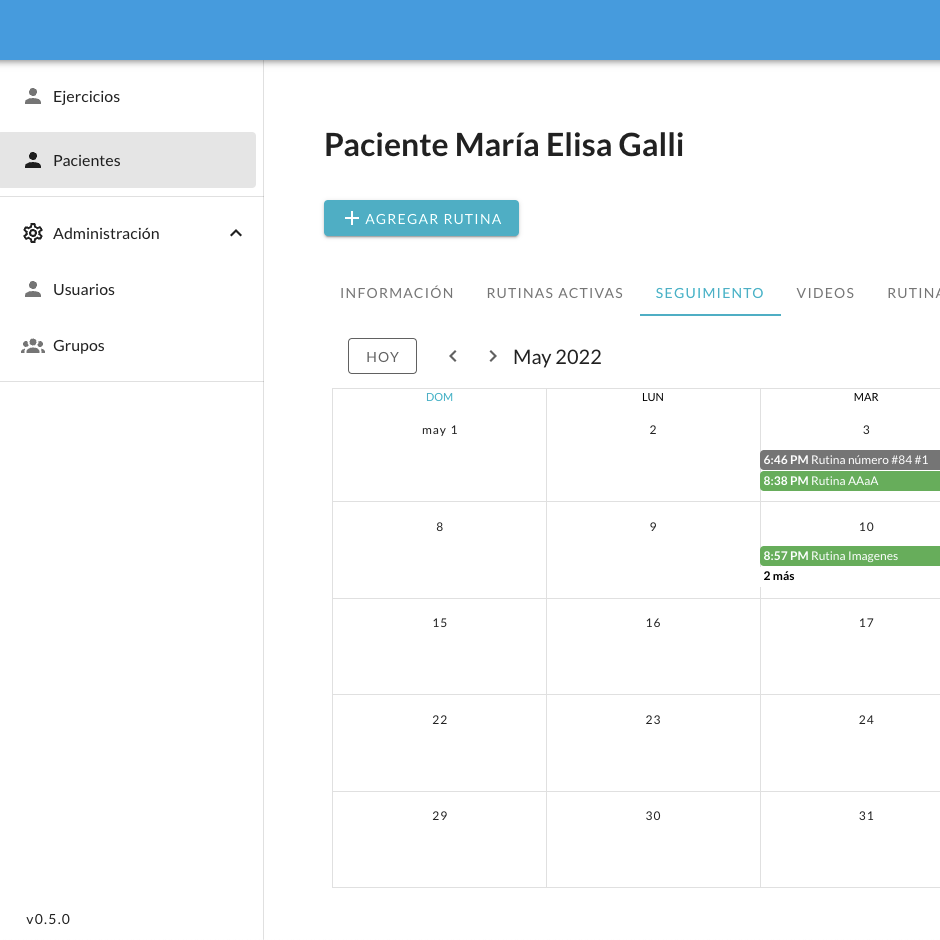 Ejercicios
Pacientes
Administración
Usuarios
Grupos
v0.5.0
Paciente María Elisa Galli
AGREGAR RUTINA
INFORMACIÓN RUTINAS ACTIVAS SEGUIMIENTO VIDEOS RUTINA
HOY May 2022
DOM LUN MAR
may 1 2 3
6:46 PM Rutina número #84 #1
8:38 PM Rutina AAaA
8 9 10
8:57 PM Rutina Imagenes
2 más
15 16 17
22 23 24
29 30 31